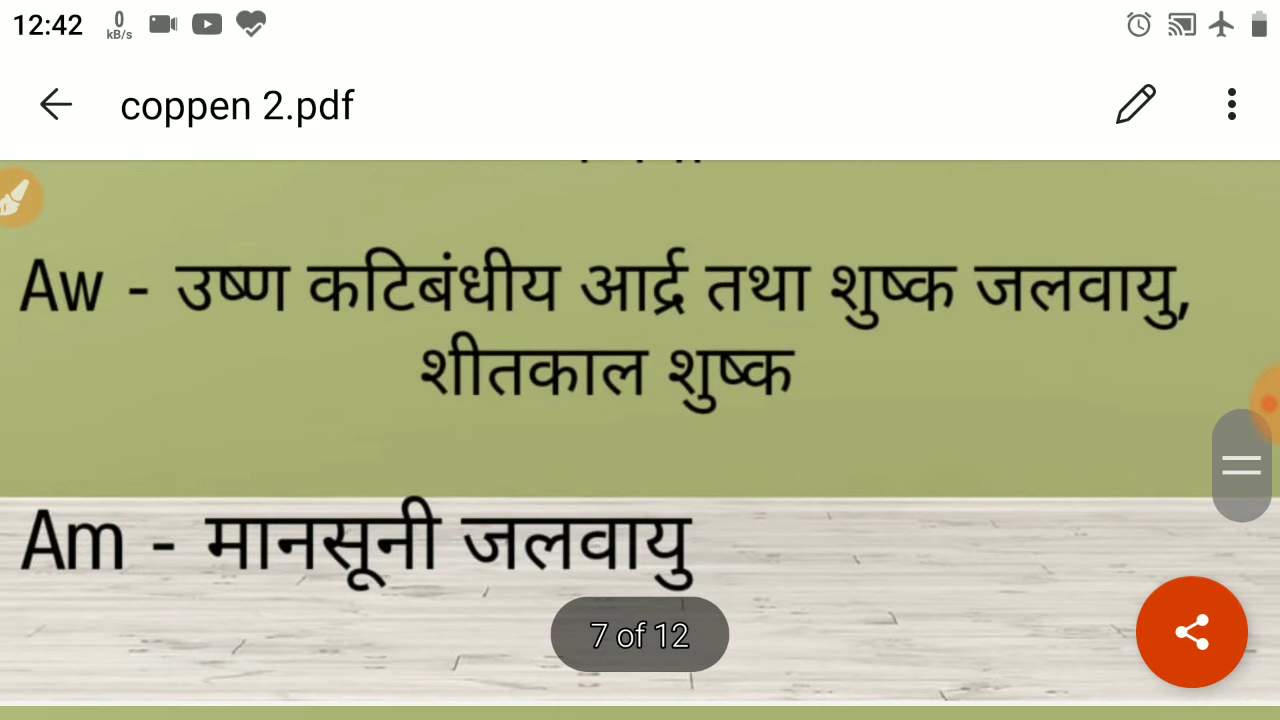 12:42
0
kB/s
coppen 2.pdf
Aw - उष्ण कटिबंधीय आर्द्र तथा शुष्क जलवायु,
शीतकाल शुष्क
Am - मानसूनी जलवायु
7 of 12